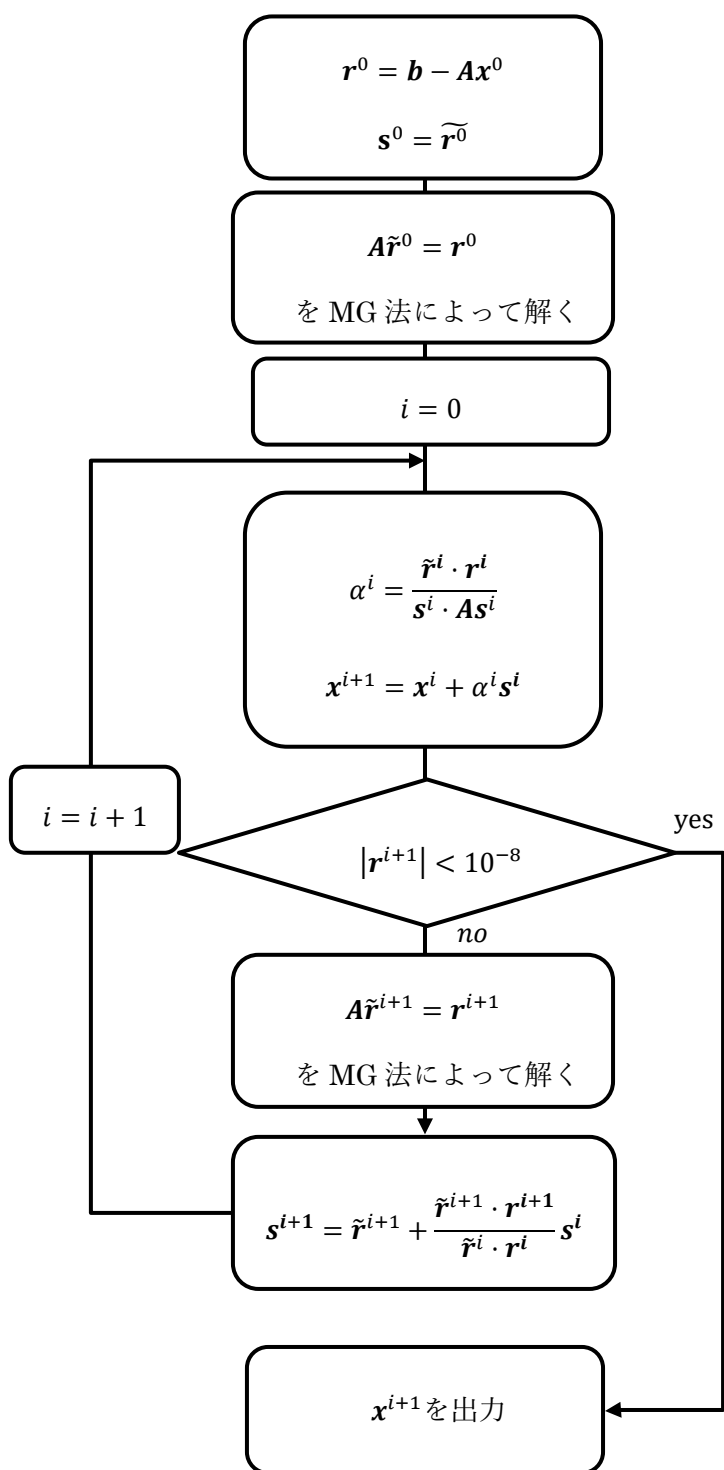 r⁰ = b − Ax⁰
s⁰ = r̃⁰
Ar̃⁰ = r⁰
を MG 法によって解く
i = 0
αⁱ = (r̃ⁱ · rⁱ) / (sⁱ · Asⁱ)
xⁱ⁺¹ = xⁱ + αⁱsⁱ
i = i + 1
|rⁱ⁺¹| < 10⁻⁸
yes
no
Ar̃ⁱ⁺¹ = rⁱ⁺¹
を MG 法によって解く
sⁱ⁺¹ = r̃ⁱ⁺¹ + (r̃ⁱ⁺¹ · rⁱ⁺¹) / (r̃ⁱ · rⁱ) sⁱ
xⁱ⁺¹を出力